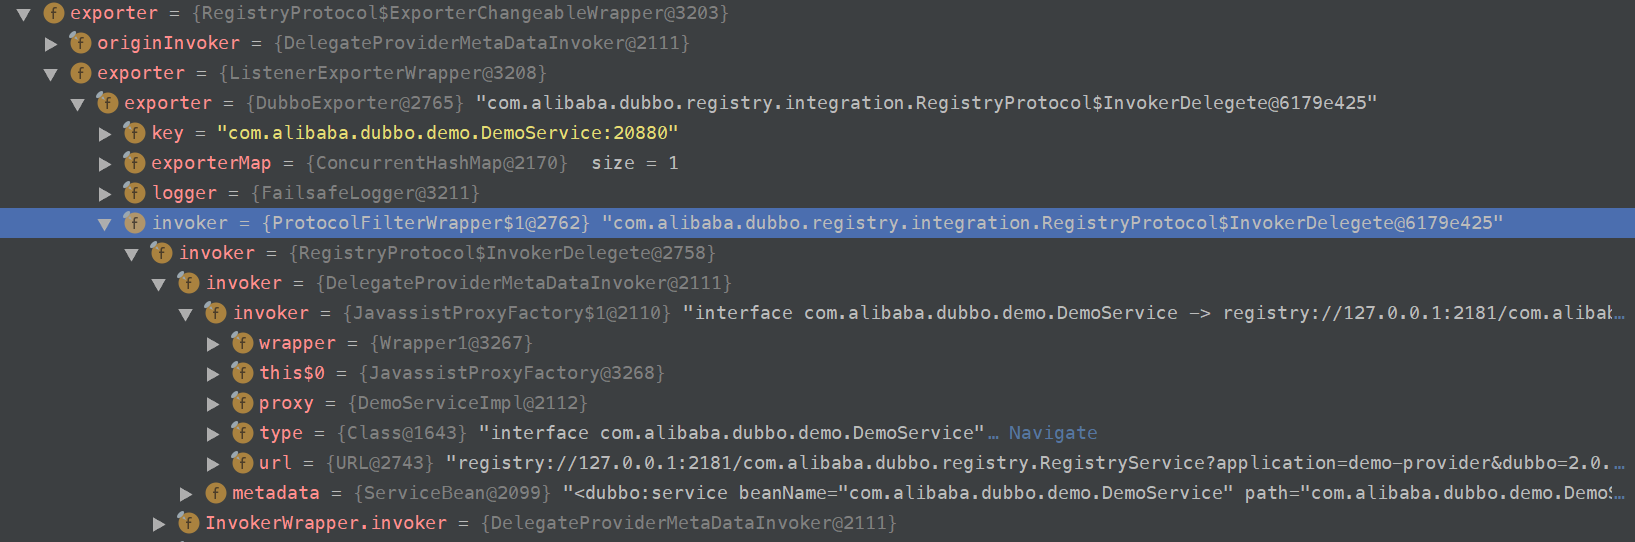 exporter = {RegistryProtocol$ExporterChangeableWrapper@3203}
originInvoker = {DelegateProviderMetaDataInvoker@2111}
exporter = {ListenerExporterWrapper@3208}
exporter = {DubboExporter@2765} "com.alibaba.dubbo.registry.integration.RegistryProtocol$InvokerDelegete@6179e425"
key = "com.alibaba.dubbo.demo.DemoService:20880"
exporterMap = {ConcurrentHashMap@2170} size = 1
logger = {FailsafeLogger@3211}
invoker = {ProtocolFilterWrapper$1@2762} "com.alibaba.dubbo.registry.integration.RegistryProtocol$InvokerDelegete@6179e425"
invoker = {RegistryProtocol$InvokerDelegete@2758}
invoker = {DelegateProviderMetaDataInvoker@2111}
invoker = {JavassistProxyFactory$1@2110} "interface com.alibaba.dubbo.demo.DemoService -> registry://127.0.0.1:2181/com.alibab...
wrapper = {Wrapper1@3267}
this$0 = {JavassistProxyFactory@3268}
proxy = {DemoServiceImpl@2112}
type = {Class@1643} "interface com.alibaba.dubbo.demo.DemoService"... Navigate
url = {URL@2743} "registry://127.0.0.1:2181/com.alibaba.dubbo.registry.RegistryService?application=demo-provider&dubbo=2.0....
metadata = {ServiceBean@2099} "<dubbo:service beanName="com.alibaba.dubbo.demo.DemoService" path="com.alibaba.dubbo.demo.DemoS...
InvokerWrapper.invoker = {DelegateProviderMetaDataInvoker@2111}